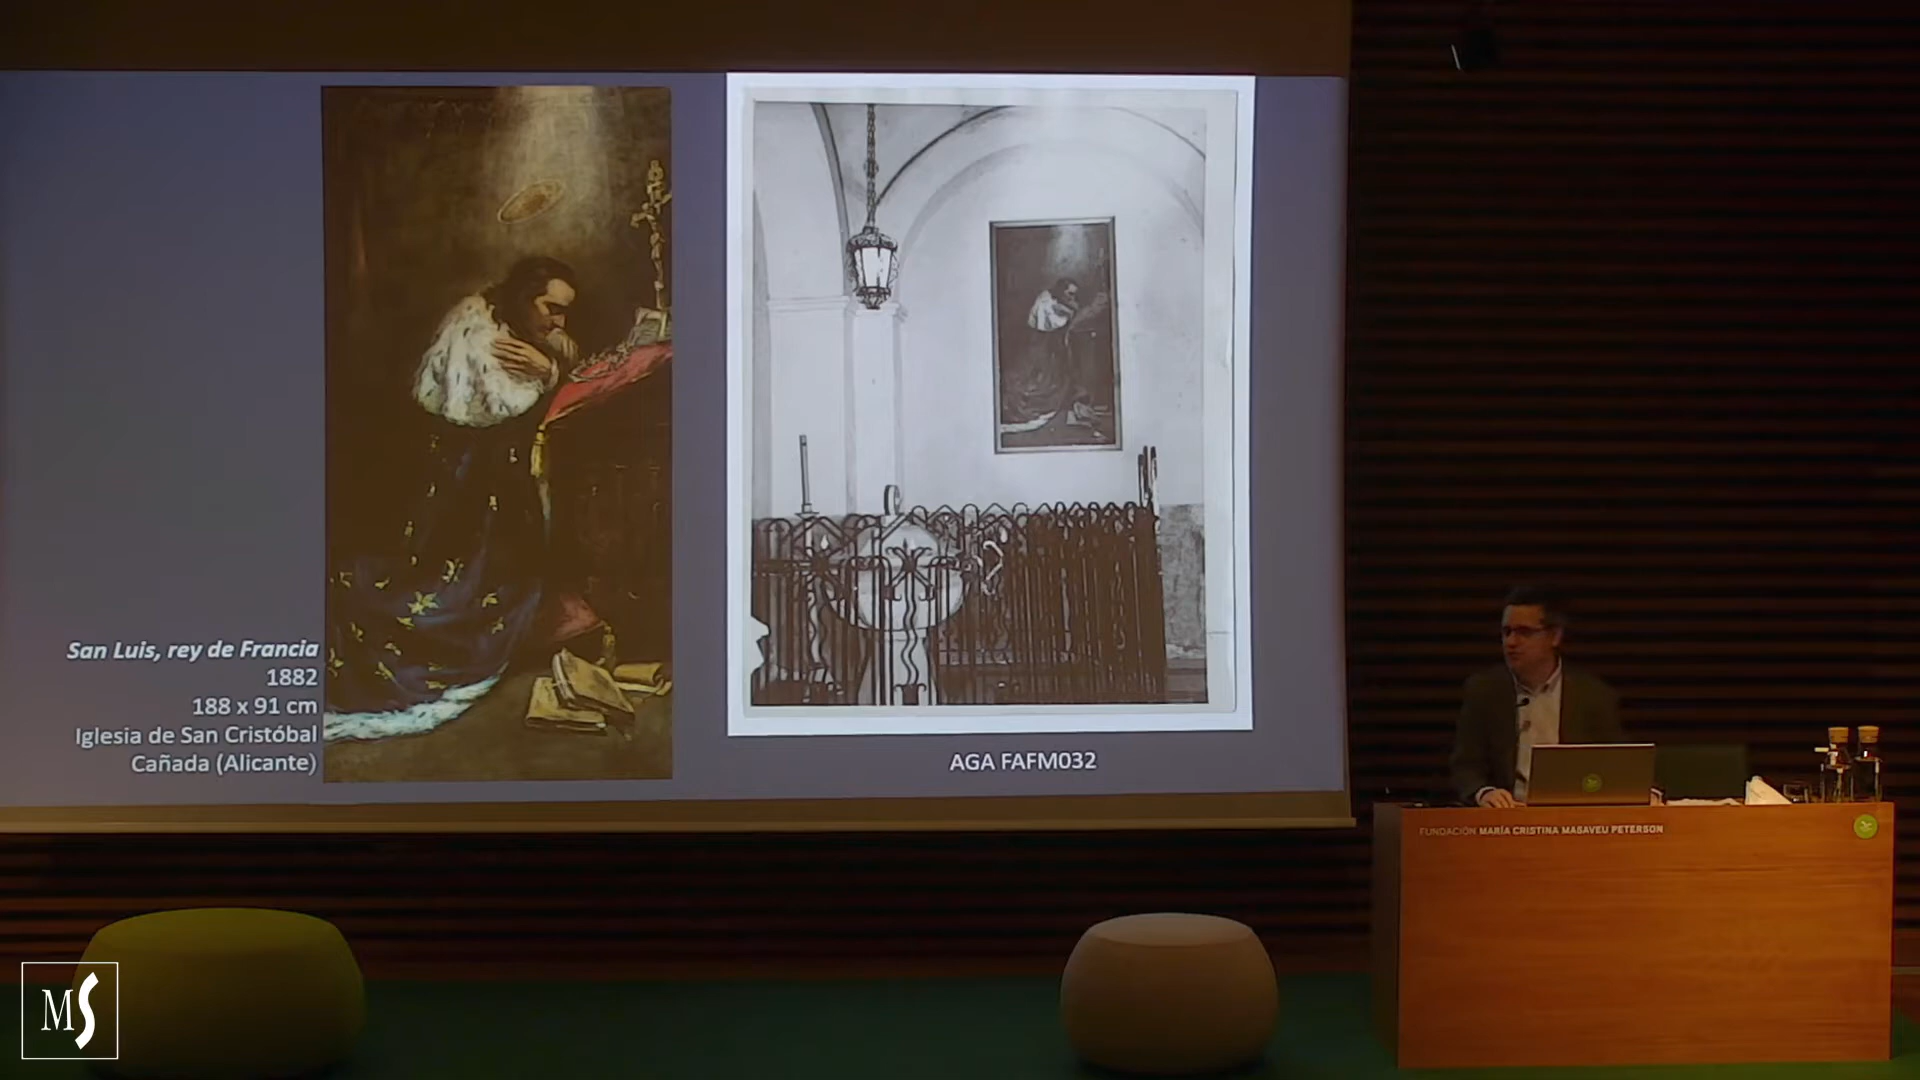 San Luis, rey de Francia
1882
188 x 91 cm
Iglesia de San Cristóbal
Cañada (Alicante)
AGA FAFM032
FUNDACIÓN MARÍA CRISTINA MASAVEU PETERSON
MS